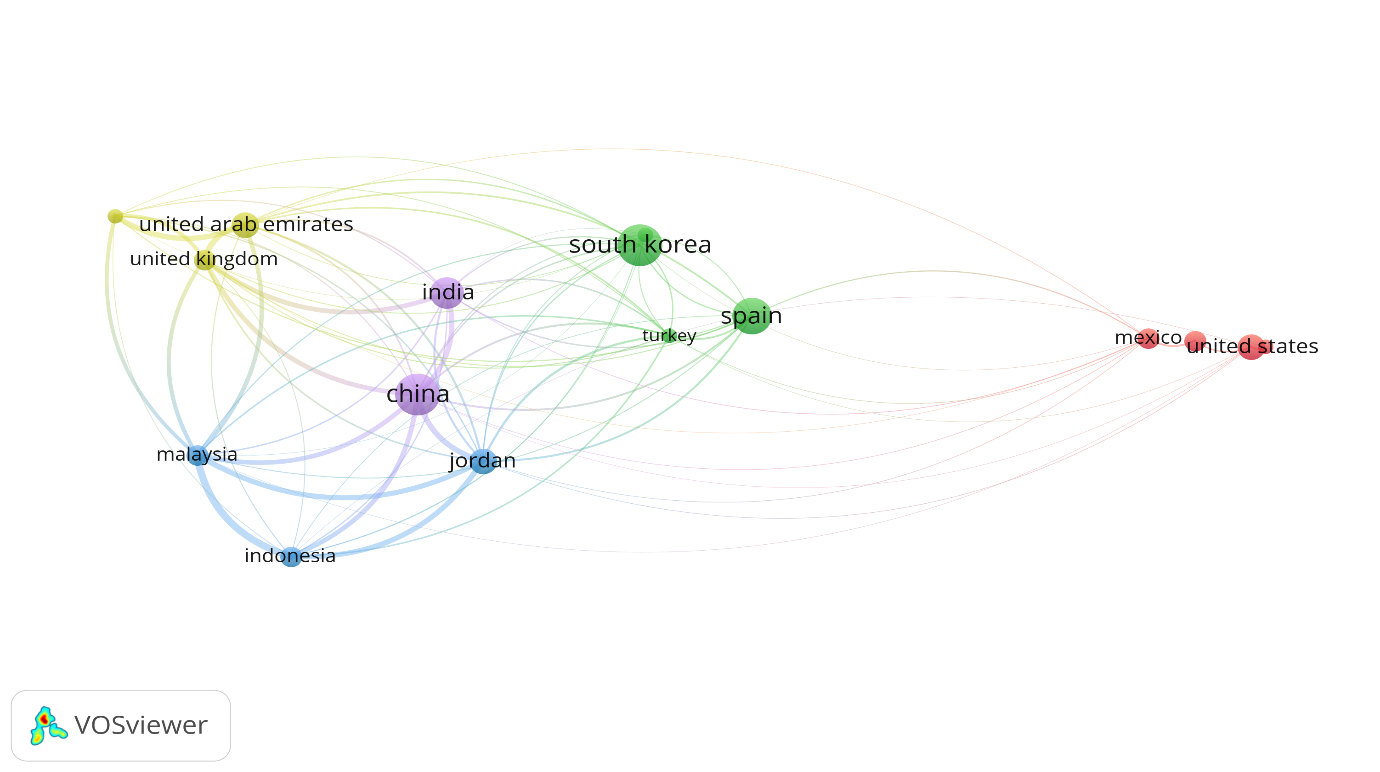 united arab emirates
united kingdom
south korea
india
spain
turkey
mexico
united states
china
malaysia
jordan
indonesia
VOSviewer